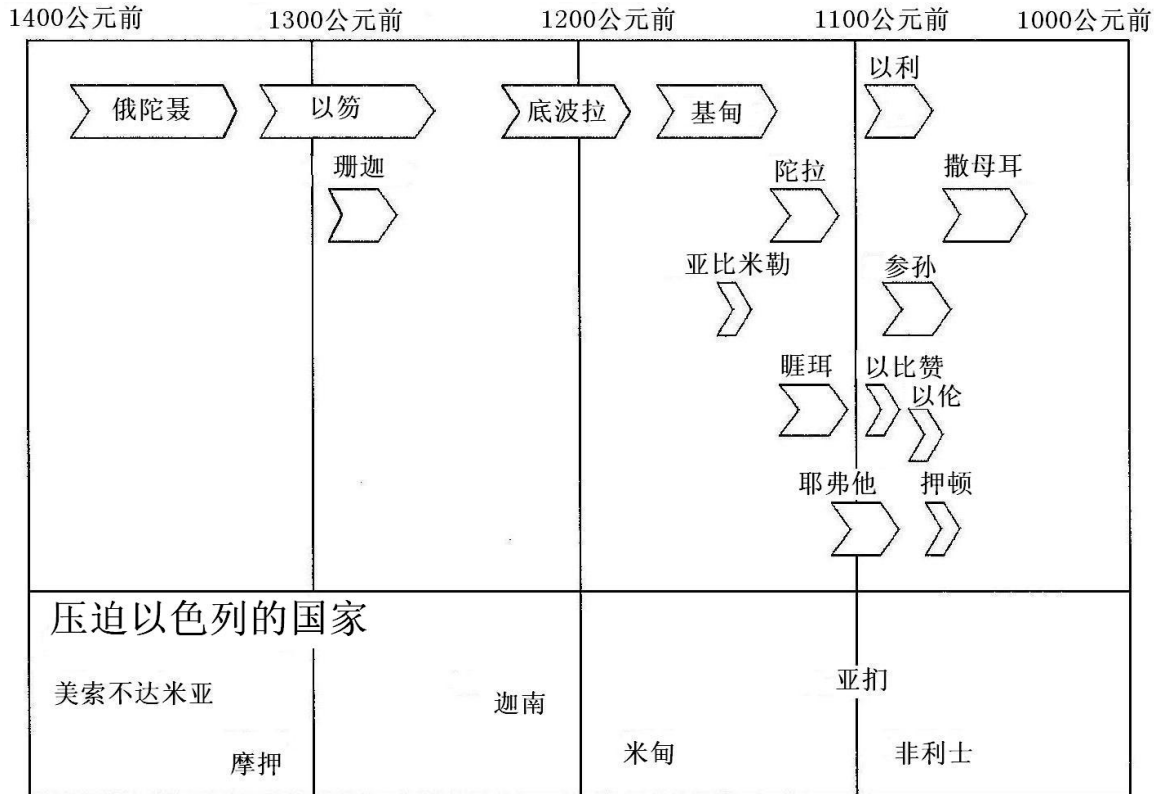 1400公元前 1300公元前 1200公元前 1100公元前 1000公元前
以利
俄陀聂 以笏 底波拉 基甸
珊迦 陀拉 撒母耳
亚比米勒 参孙
睚珥 以比赞
以伦
耶弗他 押顿
压迫以色列的国家
美索不达米亚 迦南 亚扪
摩押 米甸 非利士